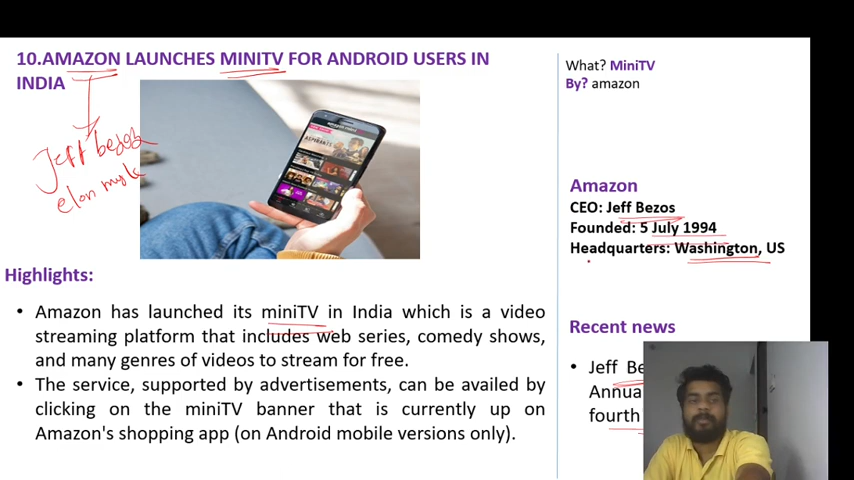 10.AMAZON LAUNCHES MINITV FOR ANDROID USERS IN
INDIA
Jeff bezos
elon musk
Highlights:
• Amazon has launched its miniTV in India which is a video
streaming platform that includes web series, comedy shows,
and many genres of videos to stream for free.
• The service, supported by advertisements, can be availed by
clicking on the miniTV banner that is currently up on
Amazon's shopping app (on Android mobile versions only).
What? MiniTV
By? amazon
Amazon
CEO: Jeff Bezos
Founded: 5 July 1994
Headquarters: Washington, US
Recent news
• Jeff Be
Annua
fourth